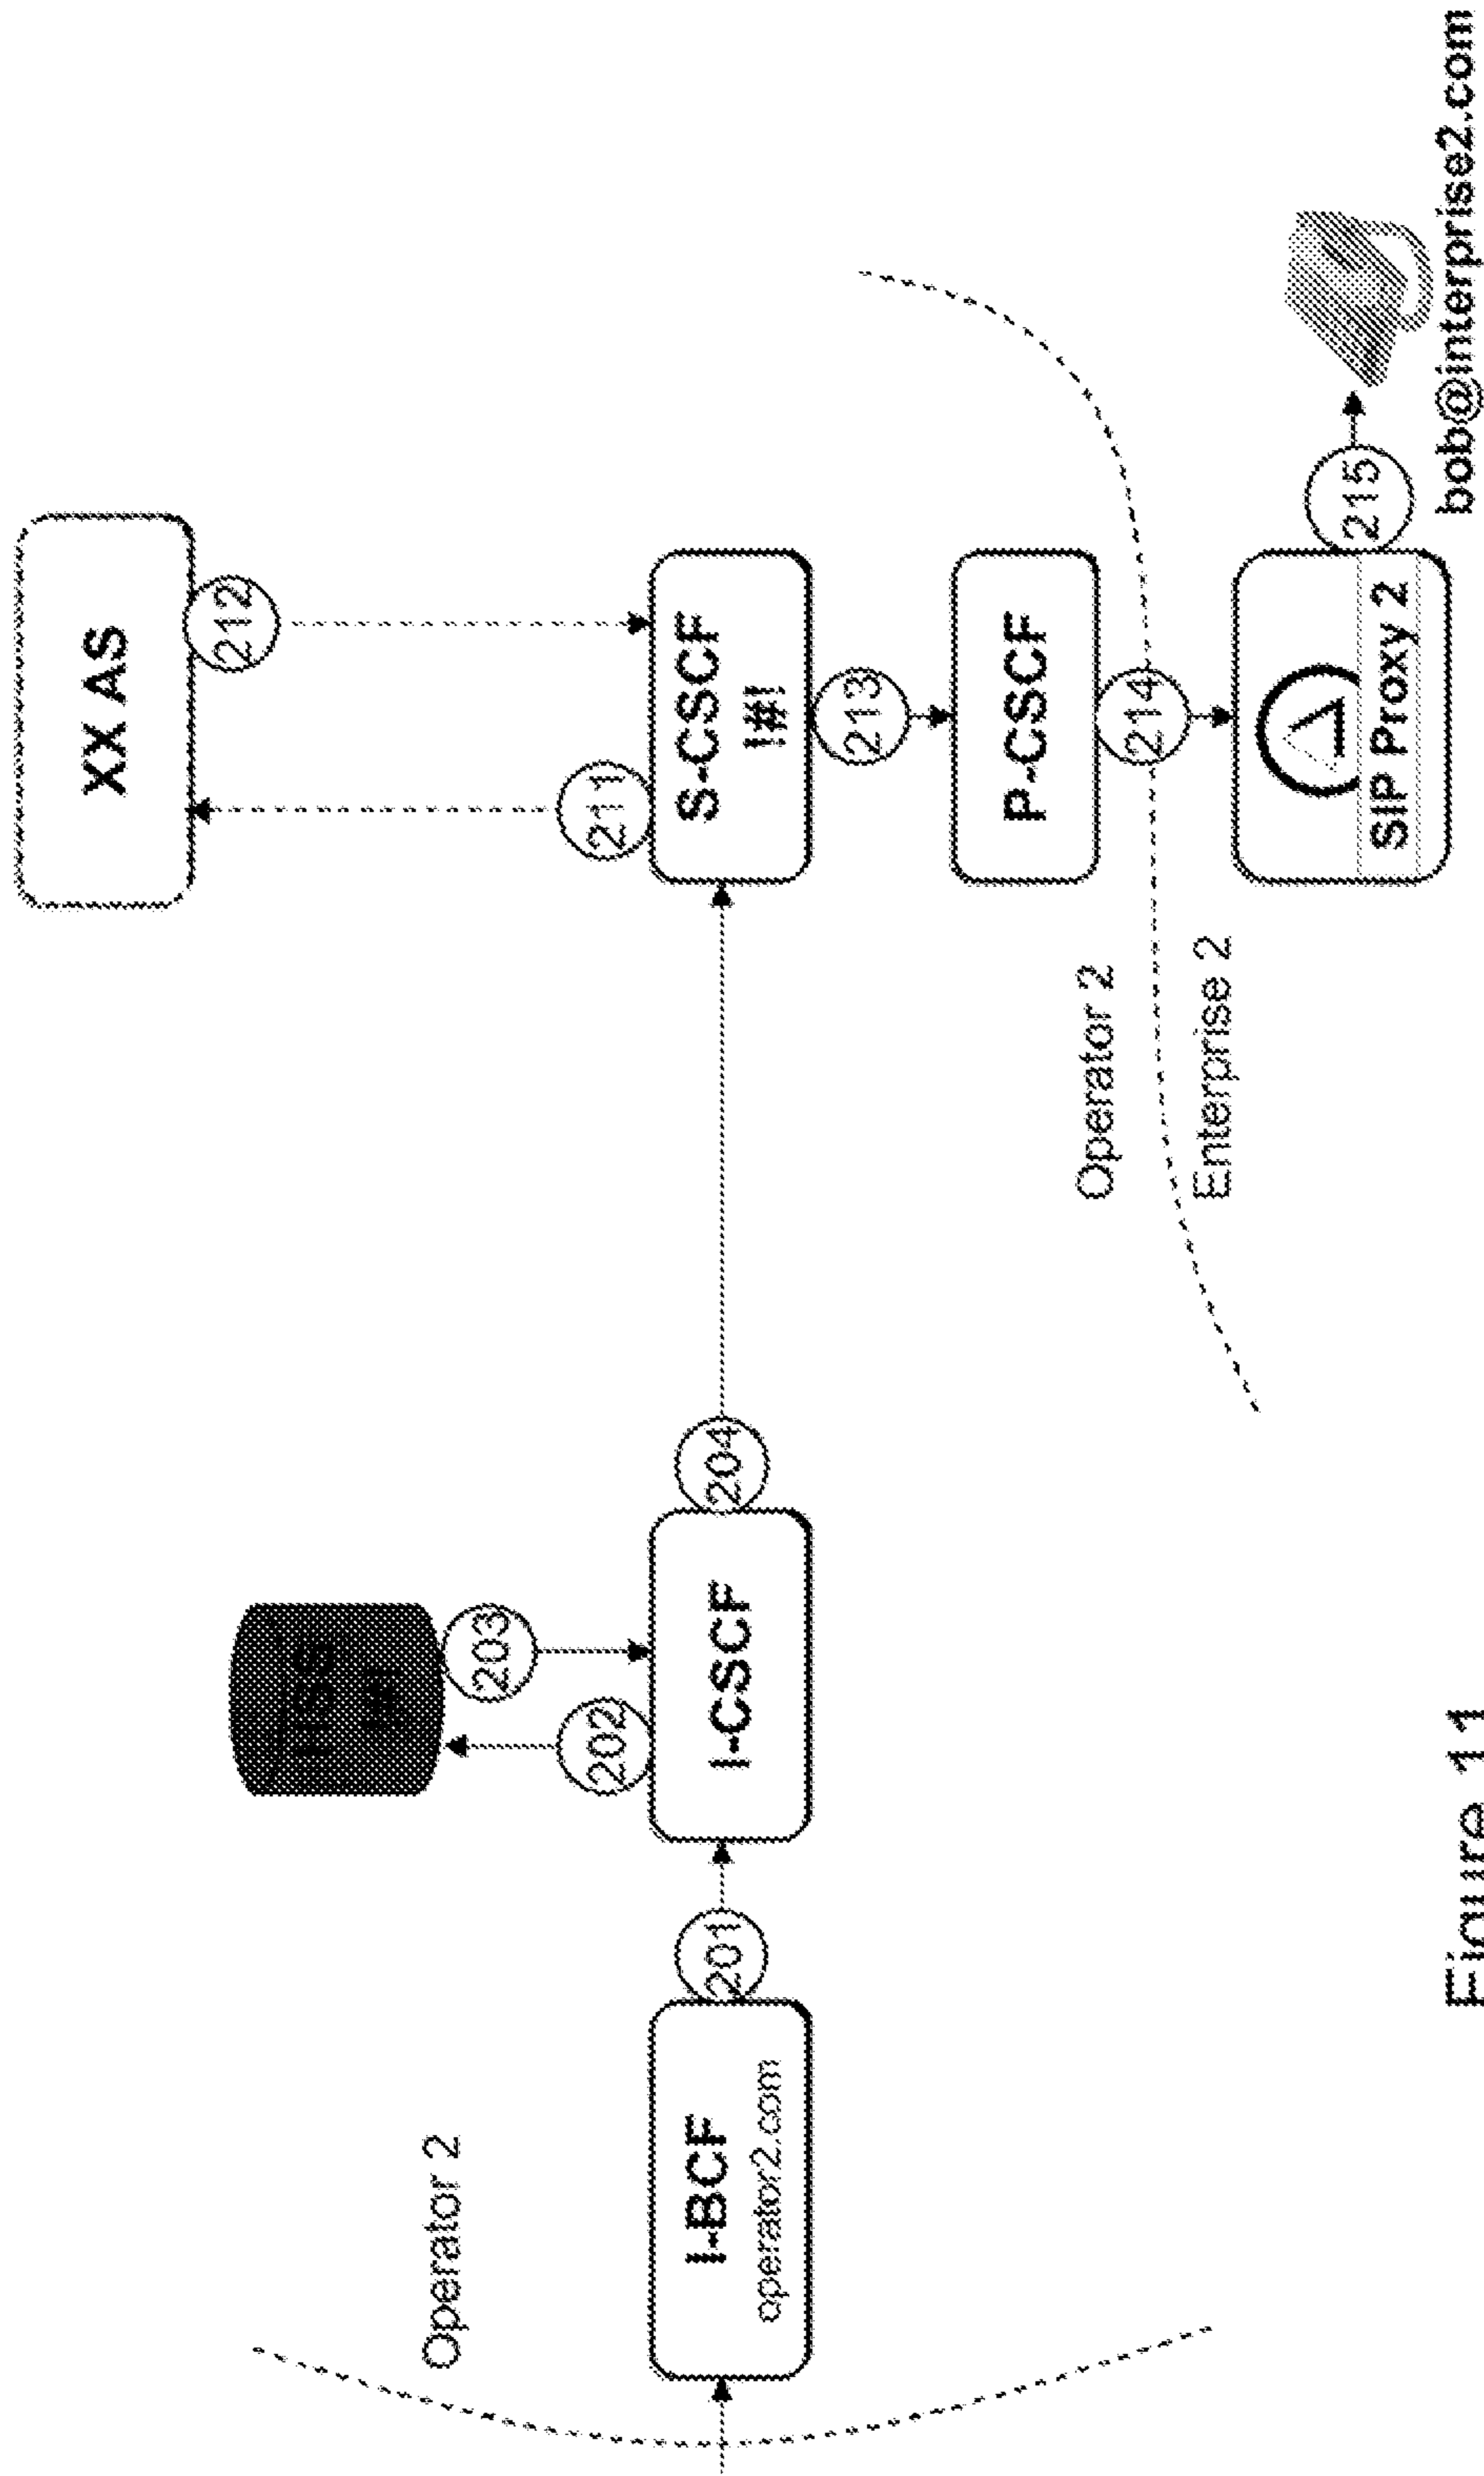 XX AS
212
211
S-CSCF
!#!
213
P-CSCF
214
SIP Proxy 2
215
bob@interprise2.com
Operator 2
Enterprise 2
HSS
203
202
204
I-CSCF
201
I-BCF
operator2.com
Operator 2
Figure 11